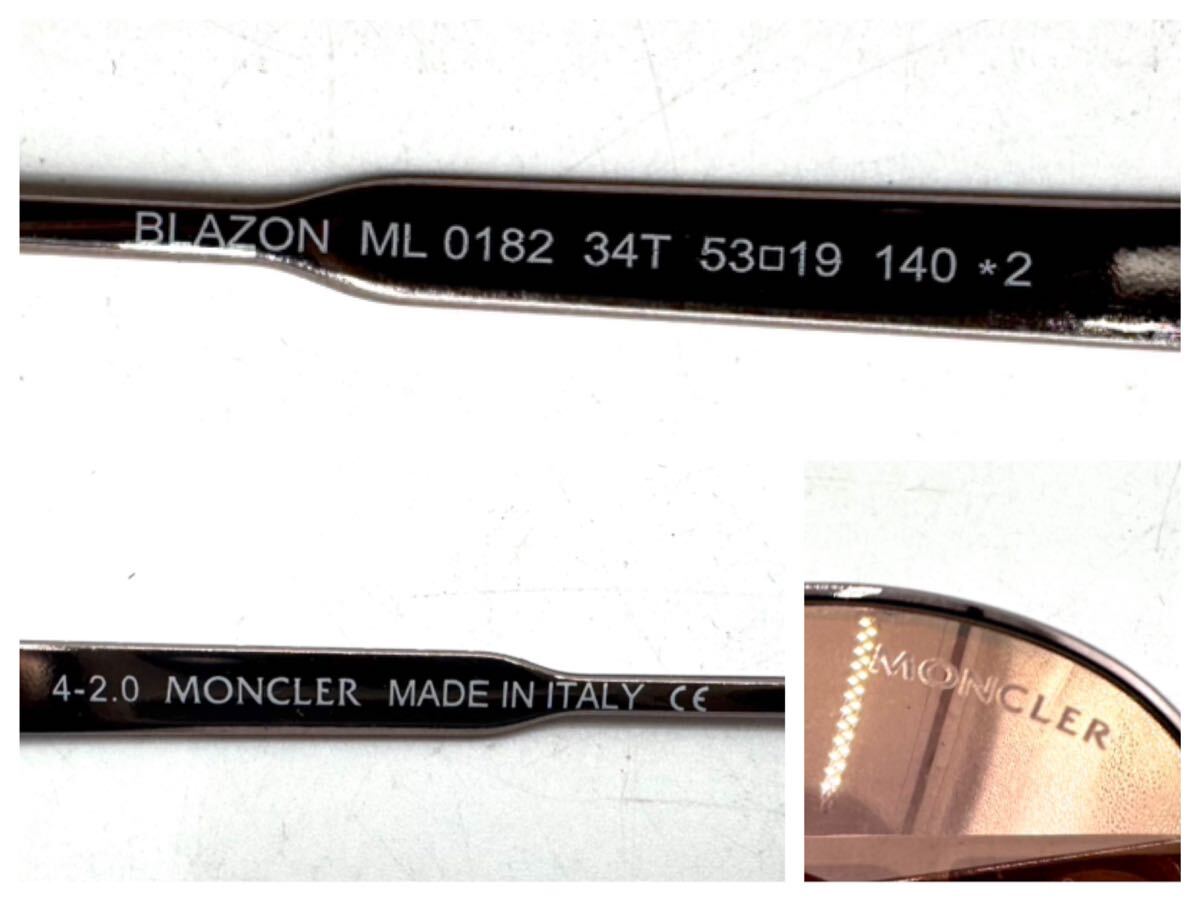 BLAZON ML 0182 34T 53□19 140 *2
4-2.0 MONCLER MADE IN ITALY CE
MONCLER